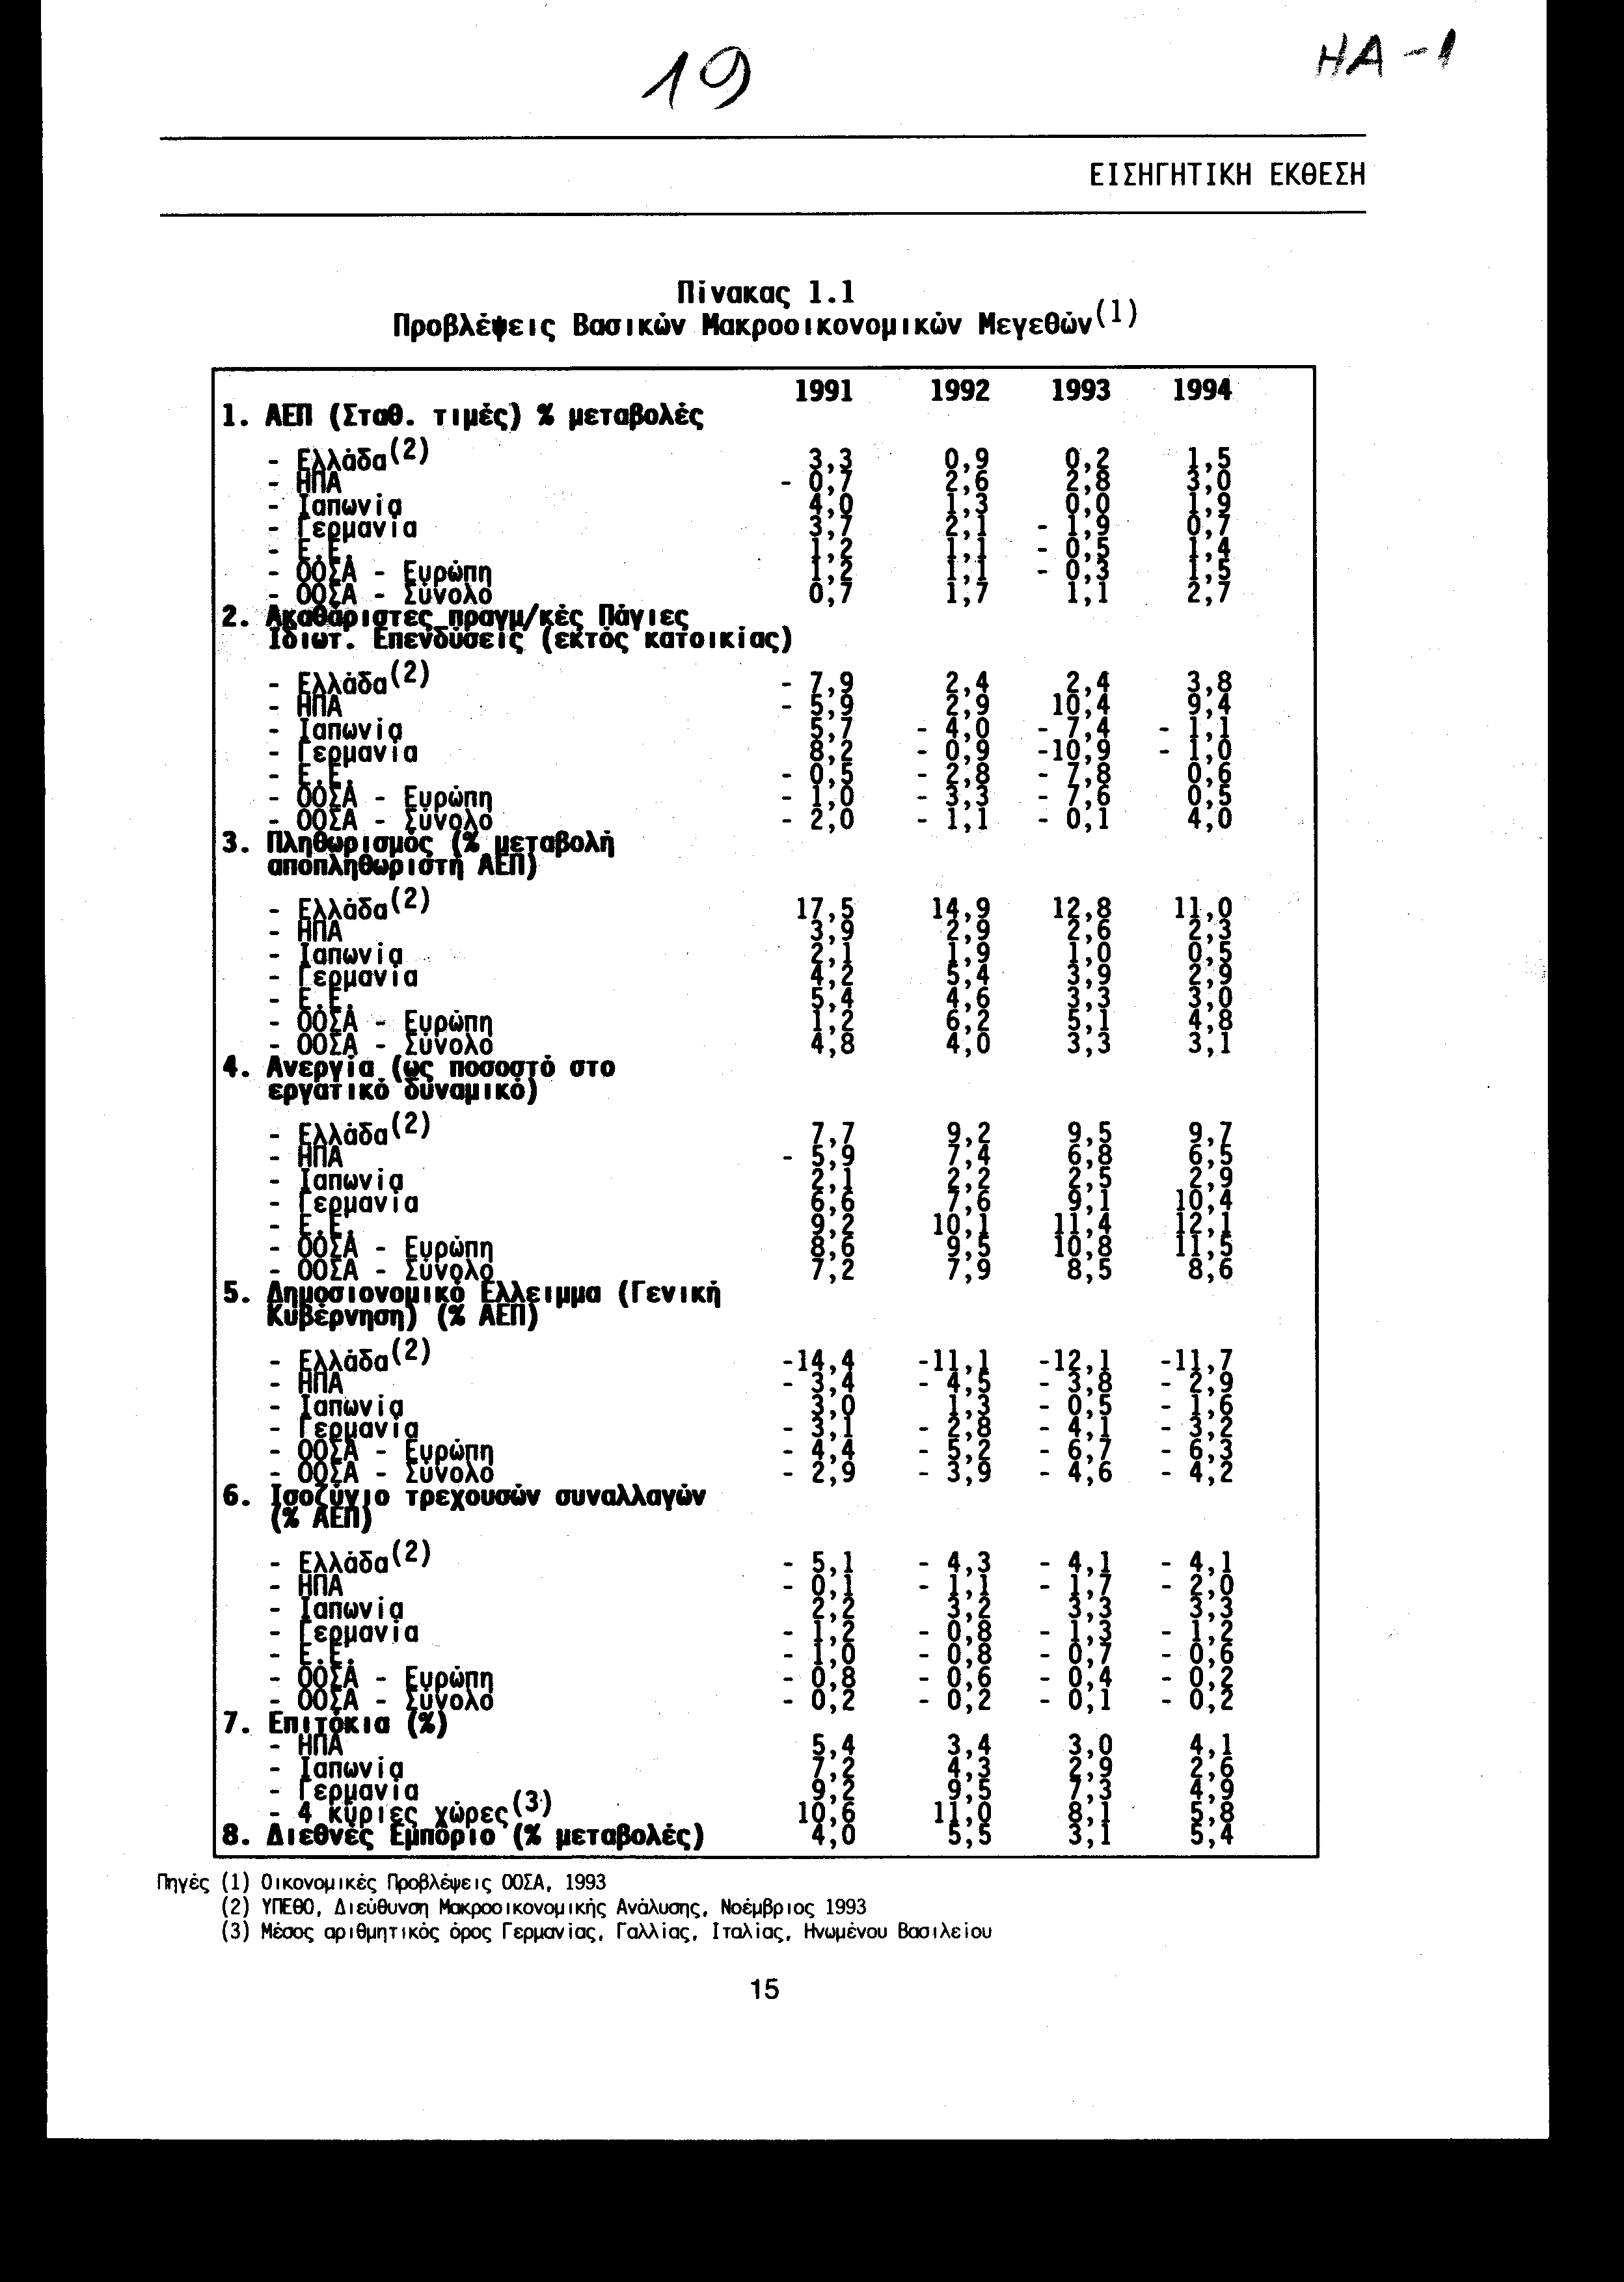 19
HA-1
ΕΙΣΗΓΗΤΙΚΗ ΕΚΘΕΣΗ
Πίνακας 1.1
Προβλέψεις Βασικών Μακροοικονομικών Μεγεθών(1)
1991 1992 1993 1994
1. ΑΕΠ (Σταθ. τιμές) % μεταβολές
- Ελλάδα(2) 3,3 0,9 0,2 1,5
- ΗΠΑ - 0,7 2,6 2,8 3,0
- Ιαπωνία 4,0 1,3 0,0 1,9
- Γερμανία 3,7 2,1 - 1,9 0,7
- Ε.Ε. 1,2 1,1 - 0,5 1,4
- ΟΟΣΑ - Ευρώπη 1,2 1,1 - 0,3 1,5
- ΟΟΣΑ - Σύνολο 0,7 1,7 1,1 2,7
2. Ακαθάριστες πραγμ/κές Πάγιες
Ιδιωτ. Επενδύσεις (εκτός κατοικίας)
- Ελλάδα(2) - 7,9 2,4 2,4 3,8
- ΗΠΑ - 5,9 2,9 10,4 9,4
- Ιαπωνία 5,7 - 4,0 - 7,4 - 1,1
- Γερμανία 8,2 - 0,9 -10,9 - 1,0
- Ε.Ε. - 0,5 - 2,8 - 7,8 0,6
- ΟΟΣΑ - Ευρώπη - 1,0 - 3,3 - 7,6 0,5
- ΟΟΣΑ - Σύνολο - 2,0 - 1,1 - 0,1 4,0
3. Πληθωρισμός (% μεταβολή
αποπληθωριστή ΑΕΠ)
- Ελλάδα(2) 17,5 14,9 12,8 11,0
- ΗΠΑ 3,9 2,9 2,6 2,3
- Ιαπωνία 2,1 1,9 1,0 0,5
- Γερμανία 4,2 5,4 3,9 2,9
- Ε.Ε. 5,4 4,6 3,3 3,0
- ΟΟΣΑ - Ευρώπη 1,2 6,2 5,1 4,8
- ΟΟΣΑ - Σύνολο 4,8 4,0 3,3 3,1
4. Ανεργία (ως ποσοστό στο
εργατικό δυναμικό)
- Ελλάδα(2) 7,7 9,2 9,5 9,7
- ΗΠΑ - 5,9 7,4 6,8 6,5
- Ιαπωνία 2,1 2,2 2,5 2,9
- Γερμανία 6,6 7,6 9,1 10,4
- Ε.Ε. 9,2 10,1 11,4 12,1
- ΟΟΣΑ - Ευρώπη 8,6 9,5 10,8 11,5
- ΟΟΣΑ - Σύνολο 7,2 7,9 8,5 8,6
5. Δημοσιονομικό Ελλειμμα (Γενική
Κυβέρνηση) (% ΑΕΠ)
- Ελλάδα(2) -14,4 -11,1 -12,1 -11,7
- ΗΠΑ - 3,4 - 4,5 - 3,8 - 2,9
- Ιαπωνία 3,0 1,3 - 0,5 - 1,6
- Γερμανία - 3,1 - 2,8 - 4,1 - 3,2
- ΟΟΣΑ - Ευρώπη - 4,4 - 5,2 - 6,7 - 6,3
- ΟΟΣΑ - Σύνολο - 2,9 - 3,9 - 4,6 - 4,2
6. Ισοζύγιο τρεχουσών συναλλαγών
(% ΑΕΠ)
- Ελλάδα(2) - 5,1 - 4,3 - 4,1 - 4,1
- ΗΠΑ - 0,1 - 1,1 - 1,7 - 2,0
- Ιαπωνία 2,2 3,2 3,3 3,3
- Γερμανία - 1,2 - 0,8 - 1,3 - 1,2
- Ε.Ε. - 1,0 - 0,8 - 0,7 - 0,6
- ΟΟΣΑ - Ευρώπη - 0,8 - 0,6 - 0,4 - 0,2
- ΟΟΣΑ - Σύνολο - 0,2 - 0,2 - 0,1 - 0,2
7. Επιτόκια (%)
- ΗΠΑ 5,4 3,4 3,0 4,1
- Ιαπωνία 7,2 4,3 2,9 2,6
- Γερμανία 9,2 9,5 7,3 4,9
- 4 κύριες χώρες(3) 10,6 11,0 8,1 5,8
8. Διεθνές Εμπόριο (% μεταβολές) 4,0 5,5 3,1 5,4
Πηγές (1) Οικονομικές Προβλέψεις ΟΟΣΑ, 1993
(2) ΥΠΕΘΟ, Διεύθυνση Μακροοικονομικής Ανάλυσης, Νοέμβριος 1993
(3) Μέσος αριθμητικός όρος Γερμανίας, Γαλλίας, Ιταλίας, Ηνωμένου Βασιλείου
15